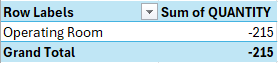 Row Labels Sum of QUANTITY
Operating Room -215
Grand Total -215